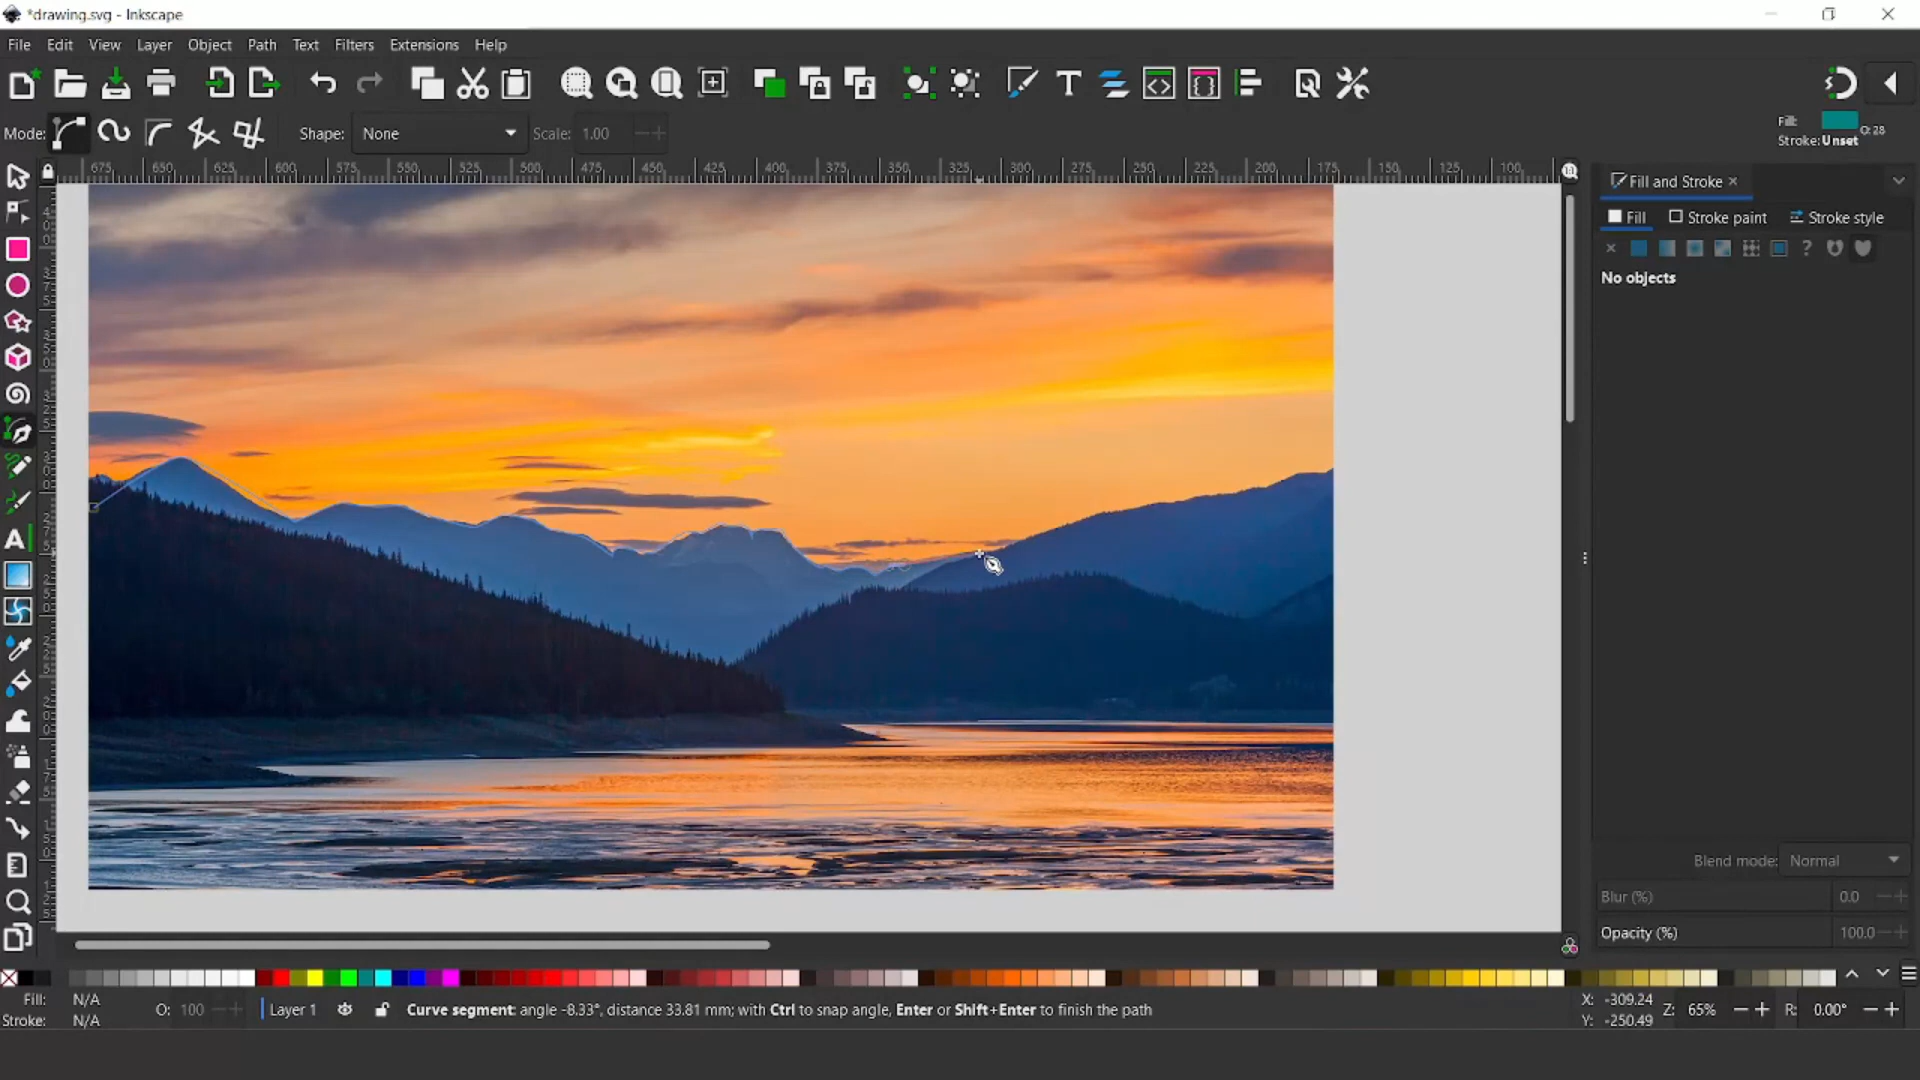 *drawing.svg - Inkscape
File Edit View Layer Object Path Text Filters Extensions Help
Mode: Shape: None Scale: 1.00
Fill: O:28
Stroke: Unset
675 650 625 600 575 550 525 500 475 450 425 400 375 350 325 300 275 250 225 200 175 150 125 100
Fill and Stroke ×
Fill Stroke paint Stroke style
No objects
Blend mode: Normal
Blur (%) 0.0
Opacity (%) 100.0
Fill: N/A
Stroke: N/A
O: 100
Layer 1
Curve segment: angle -8.33°, distance 33.81 mm; with Ctrl to snap angle, Enter or Shift+Enter to finish the path
X: -309.24
Y: -250.49
Z: 65%
R: 0.00°